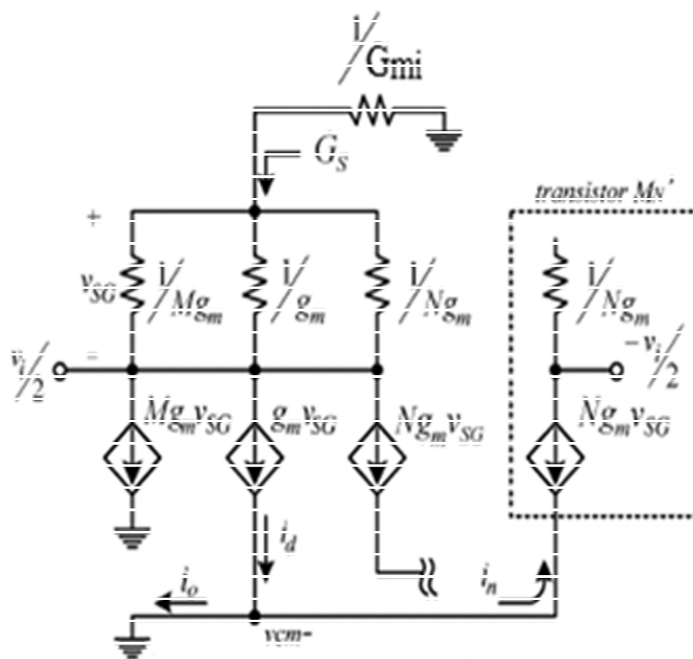 1/Gmi
G_S
transistor M_N'
+
v_SG
1/Mg_m
1/g_m
1/Ng_m
1/Ng_m
v_i/2
-
-v_i/2
Mg_m v_SG
g_m v_SG
Ng_m v_SG
Ng_m v_SG
i_d
i_o
i_n
vcm-